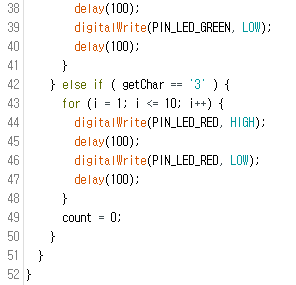 38 delay(100);
39 digitalWrite(PIN_LED_GREEN, LOW);
40 delay(100);
41 }
42 } else if ( getChar == '3' ) {
43 for (i = 1; i <= 10; i++) {
44 digitalWrite(PIN_LED_RED, HIGH);
45 delay(100);
46 digitalWrite(PIN_LED_RED, LOW);
47 delay(100);
48 }
49 count = 0;
50 }
51 }
52 }